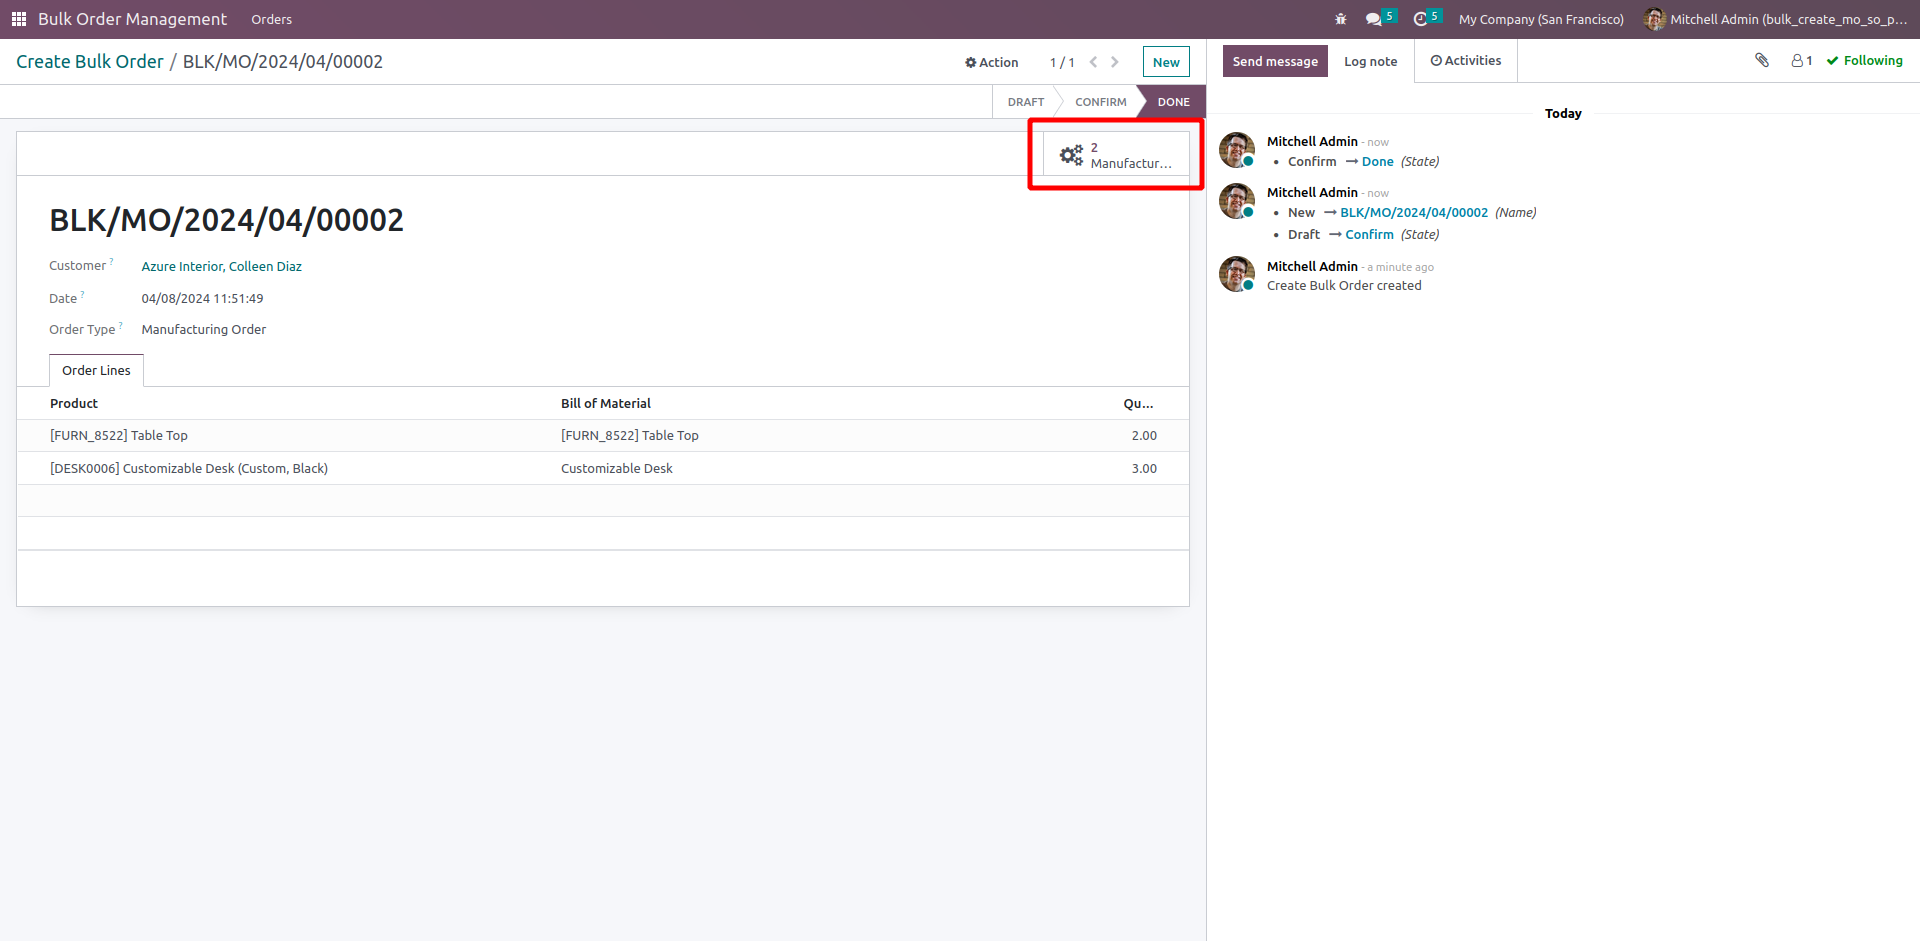 Bulk Order Management Orders 5 5 My Company (San Francisco) Mitchell Admin (bulk_create_mo_so_p...
Create Bulk Order / BLK/MO/2024/04/00002 Action 1 / 1 New
DRAFT CONFIRM DONE
2
Manufactur...
BLK/MO/2024/04/00002
Customer ? Azure Interior, Colleen Diaz
Date ? 04/08/2024 11:51:49
Order Type ? Manufacturing Order
Order Lines
Product Bill of Material Qu...
[FURN_8522] Table Top [FURN_8522] Table Top 2.00
[DESK0006] Customizable Desk (Custom, Black) Customizable Desk 3.00
Send message Log note Activities 1 Following
Today
Mitchell Admin - now
• Confirm → Done (State)
Mitchell Admin - now
• New → BLK/MO/2024/04/00002 (Name)
• Draft → Confirm (State)
Mitchell Admin - a minute ago
Create Bulk Order created